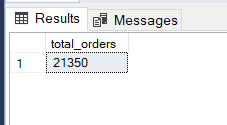 Results Messages
total_orders
1 21350